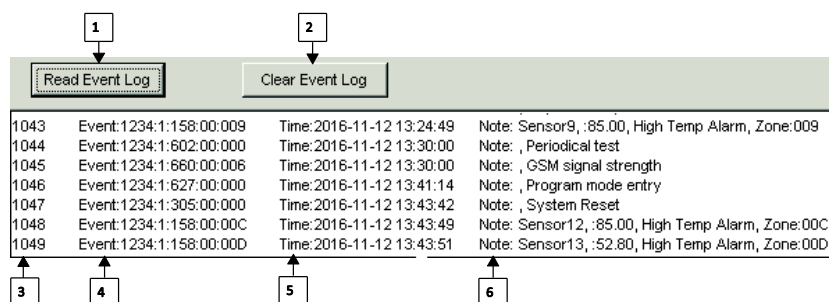 1 2
Read Event Log Clear Event Log
1043 Event:1234:1:158:00:009 Time:2016-11-12 13:24:49 Note: Sensor9, :85.00, High Temp Alarm, Zone:009
1044 Event:1234:1:602:00:000 Time:2016-11-12 13:30:00 Note: , Periodical test
1045 Event:1234:1:660:00:006 Time:2016-11-12 13:30:00 Note: , GSM signal strength
1046 Event:1234:1:627:00:000 Time:2016-11-12 13:41:14 Note: , Program mode entry
1047 Event:1234:1:305:00:000 Time:2016-11-12 13:43:42 Note: , System Reset
1048 Event:1234:1:158:00:00C Time:2016-11-12 13:43:49 Note: Sensor12, :85.00, High Temp Alarm, Zone:00C
1049 Event:1234:1:158:00:00D Time:2016-11-12 13:43:51 Note: Sensor13, :52.80, High Temp Alarm, Zone:00D
3 4 5 6